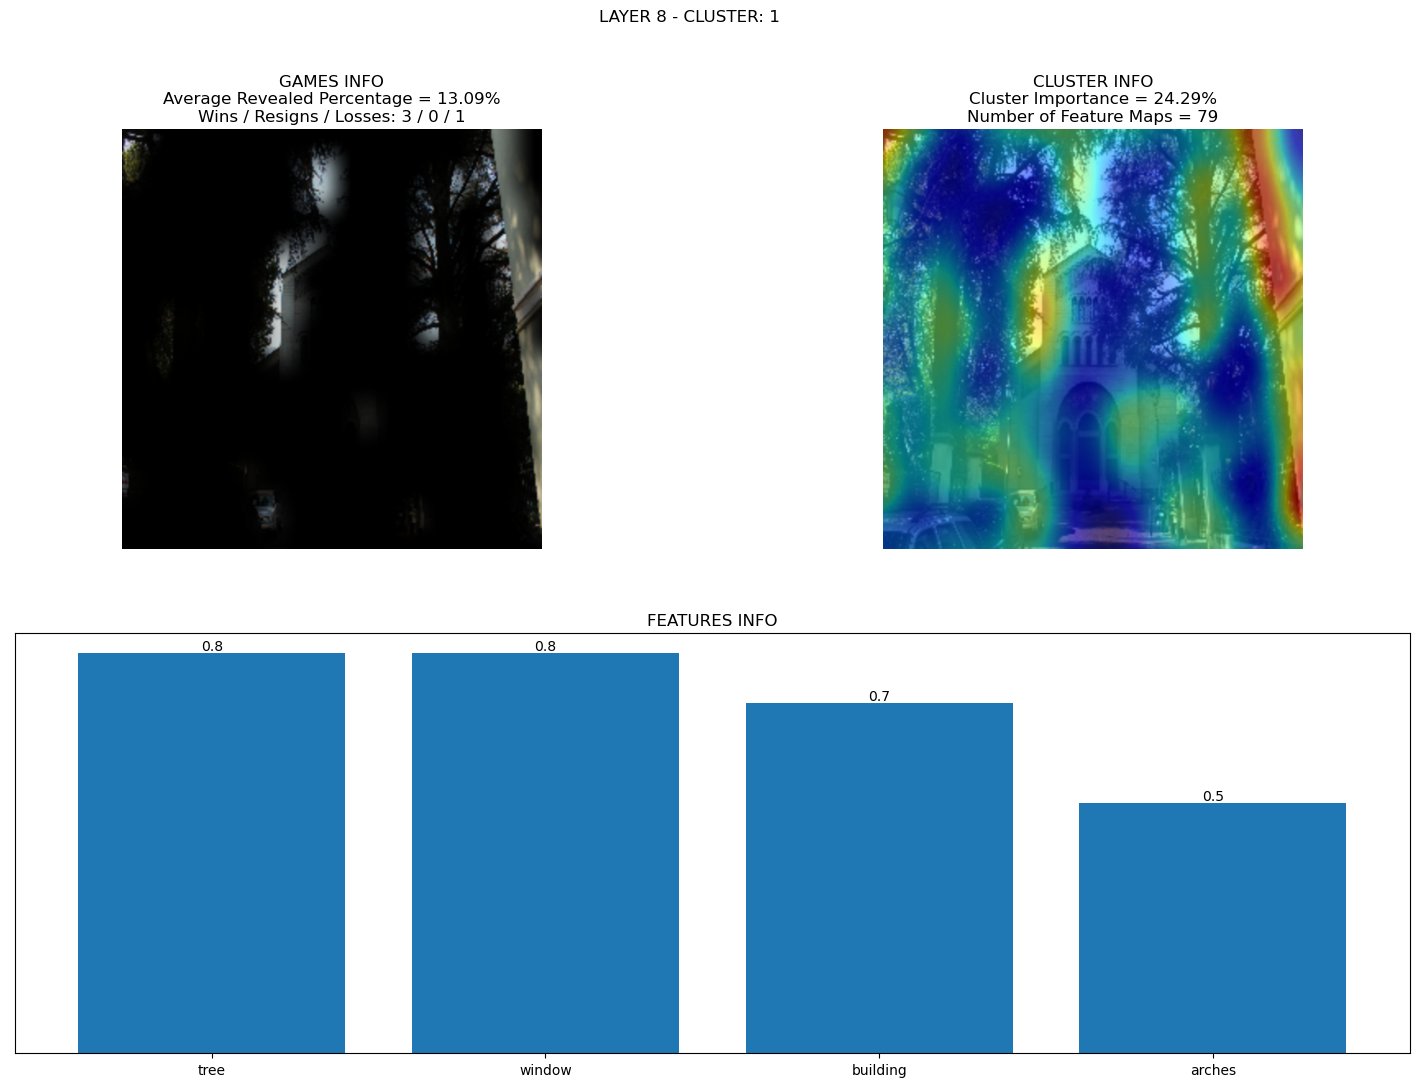 LAYER 8 - CLUSTER: 1
GAMES INFO
Average Revealed Percentage = 13.09%
Wins / Resigns / Losses: 3 / 0 / 1
CLUSTER INFO
Cluster Importance = 24.29%
Number of Feature Maps = 79
FEATURES INFO
0.8
0.8
0.7
0.5
tree
window
building
arches